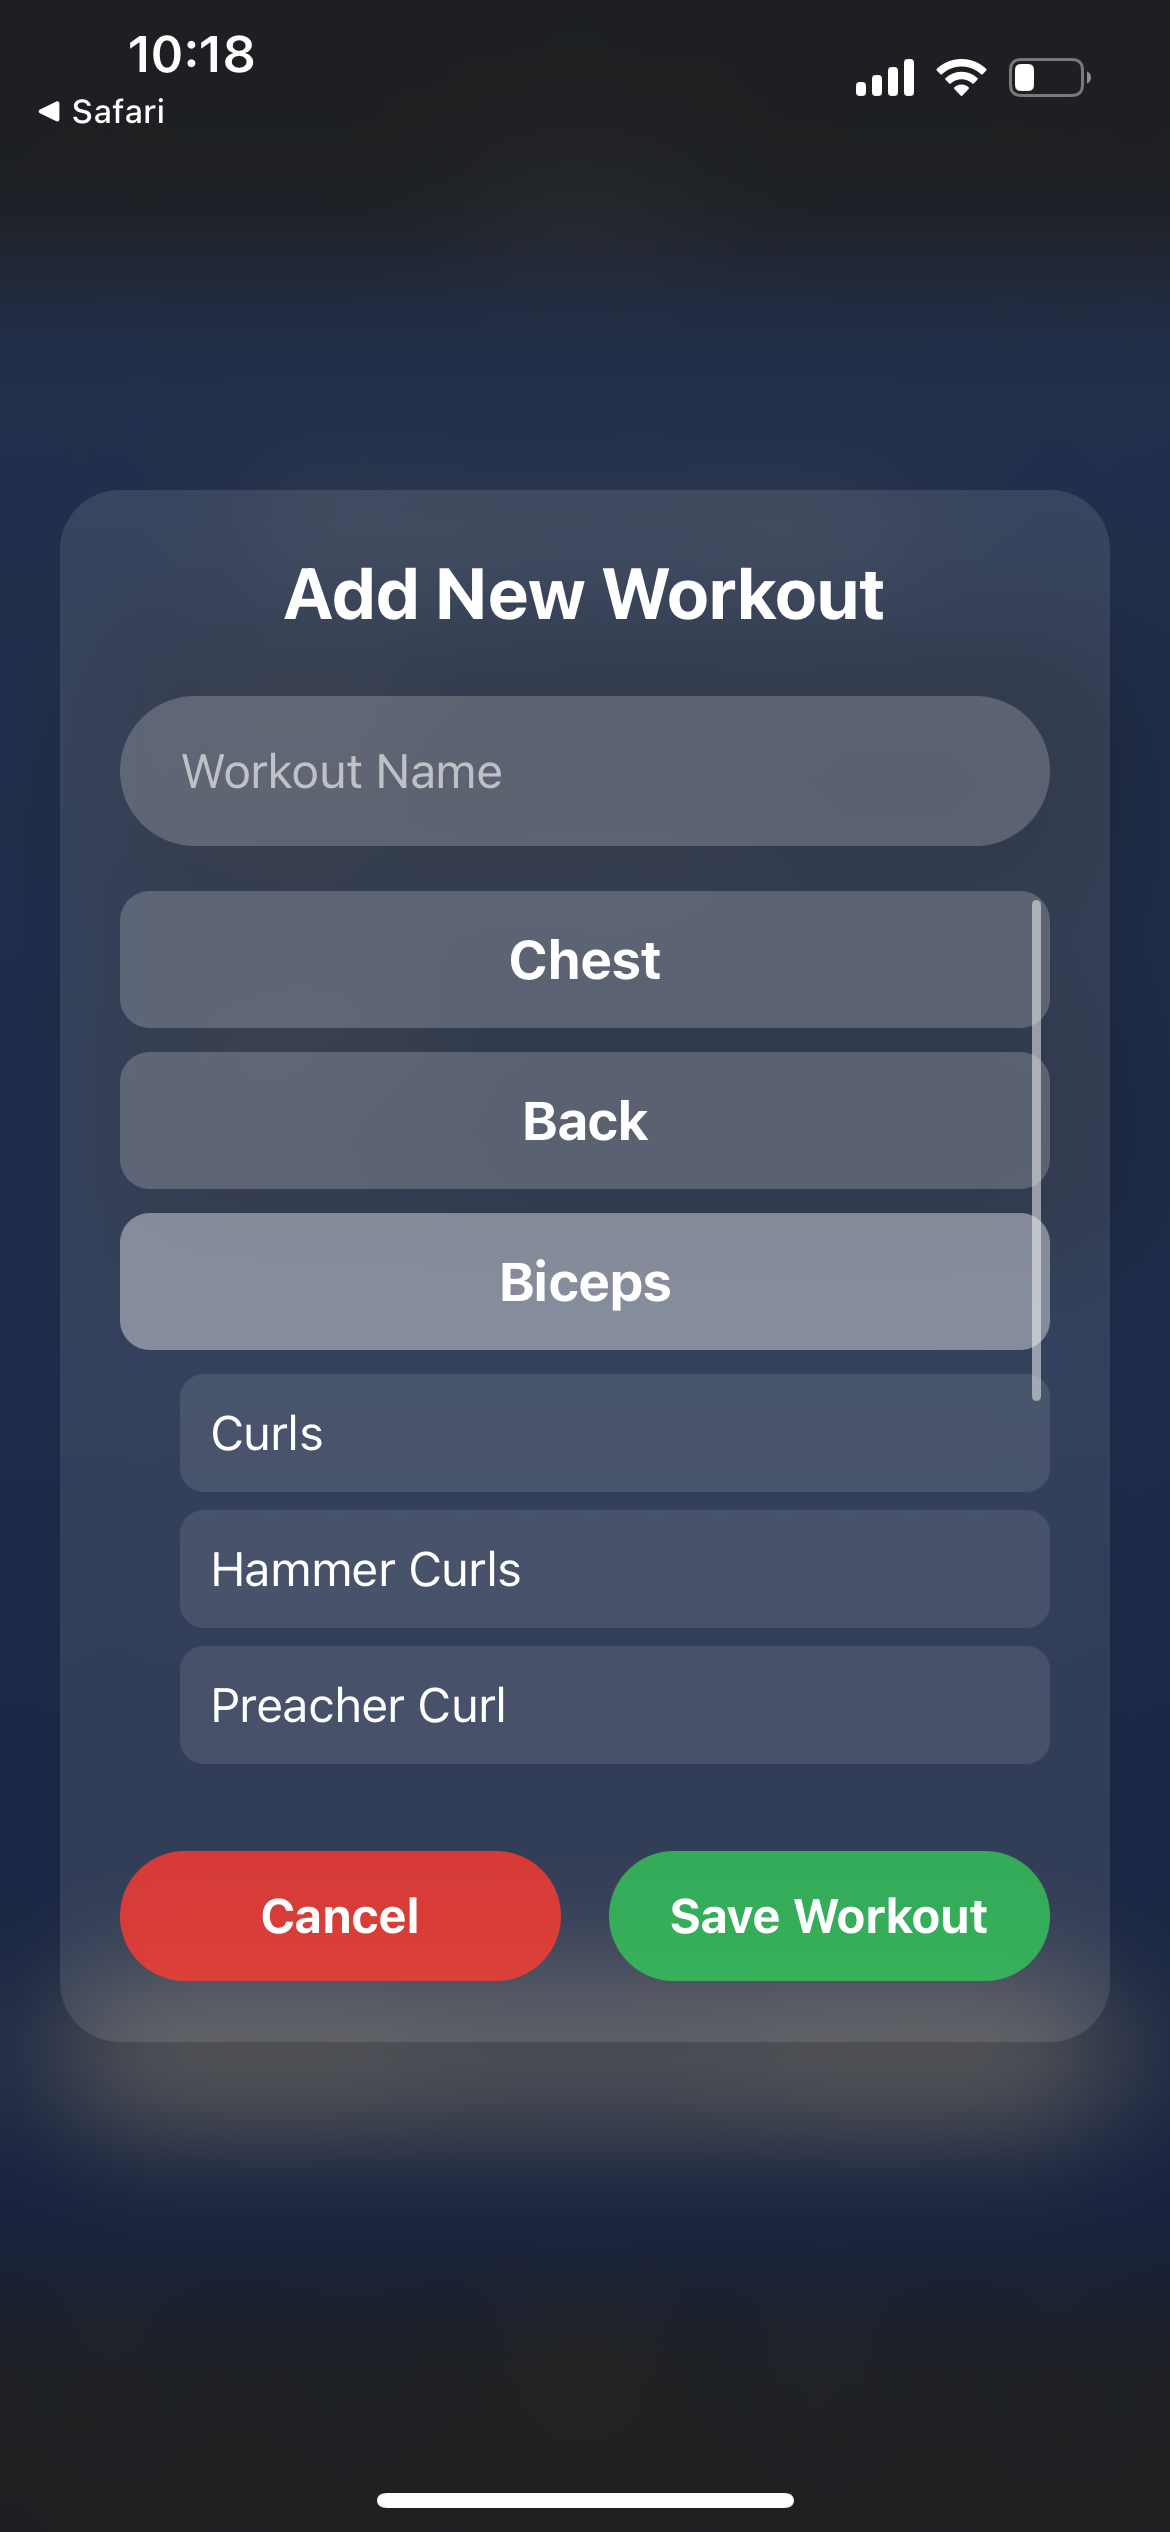 10:18
Safari
Add New Workout
Workout Name
Chest
Back
Biceps
Curls
Hammer Curls
Preacher Curl
Cancel
Save Workout